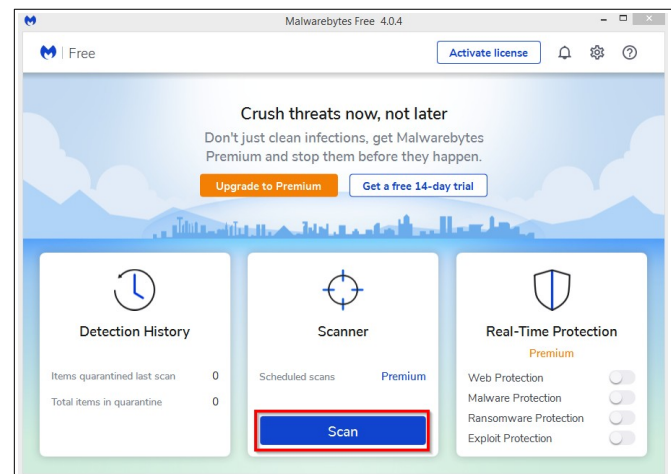 Malwarebytes Free 4.0.4
Free
Activate license
Crush threats now, not later
Don't just clean infections, get Malwarebytes
Premium and stop them before they happen.
Upgrade to Premium
Get a free 14-day trial
Detection History
Items quarantined last scan 0
Total items in quarantine 0
Scanner
Scheduled scans Premium
Scan
Real-Time Protection
Premium
Web Protection
Malware Protection
Ransomware Protection
Exploit Protection